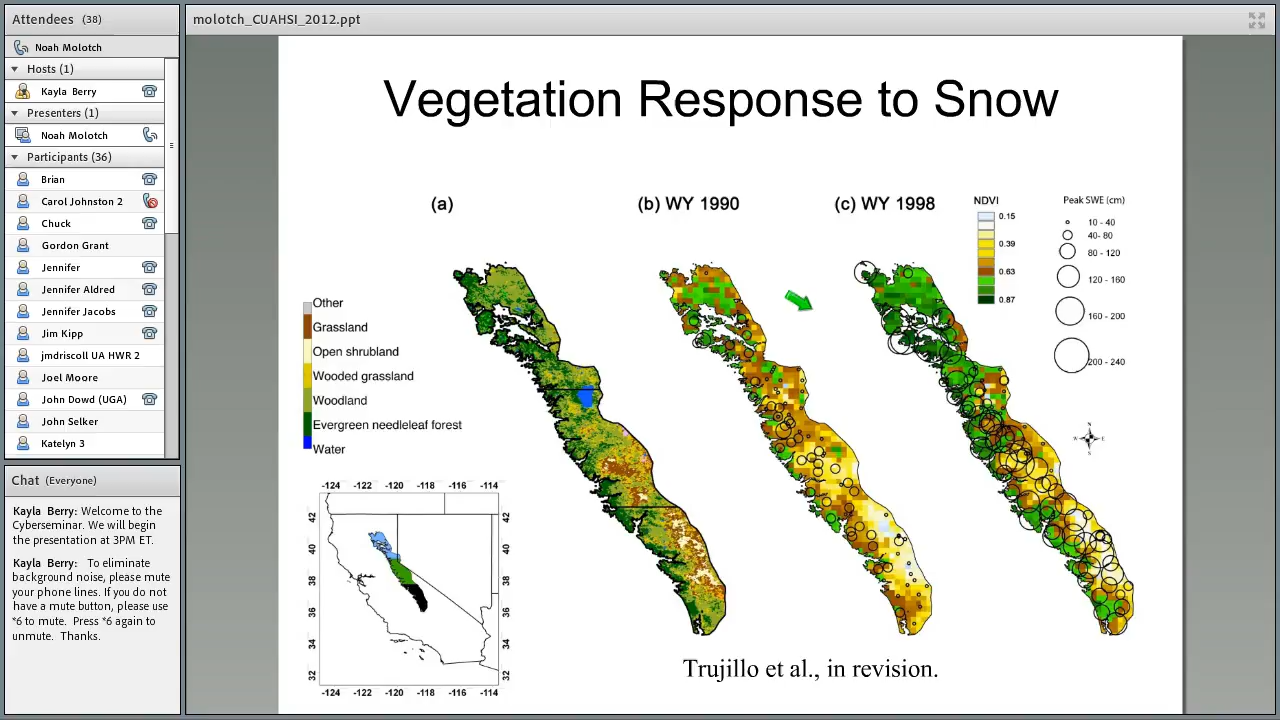 Attendees (38)
Noah Molotch
Hosts (1)
Kayla Berry
Presenters (1)
Noah Molotch
Participants (36)
Brian
Carol Johnston 2
Chuck
Gordon Grant
Jennifer
Jennifer Aldred
Jennifer Jacobs
Jim Kipp
jmdriscoll UA HWR 2
Joel Moore
John Dowd (UGA)
John Selker
Katelyn 3
Chat (Everyone)
Kayla Berry: Welcome to the
Cyberseminar. We will begin
the presentation at 3PM ET.
Kayla Berry: To eliminate
background noise, please mute
your phone lines. If you do not
have a mute button, please use
*6 to mute. Press *6 again to
unmute. Thanks.
molotch_CUAHSI_2012.ppt
Vegetation Response to Snow
(a)
(b) WY 1990
(c) WY 1998
NDVI
0.15
0.39
0.63
0.87
Peak SWE (cm)
10 - 40
40- 80
80 - 120
120 - 160
160 - 200
200 - 240
N
W E
S
Other
Grassland
Open shrubland
Wooded grassland
Woodland
Evergreen needleleaf forest
Water
-124 -122 -120 -118 -116 -114
42 42
40 40
38 38
36 36
34 34
32 32
-124 -122 -120 -118 -116 -114
Trujillo et al., in revision.